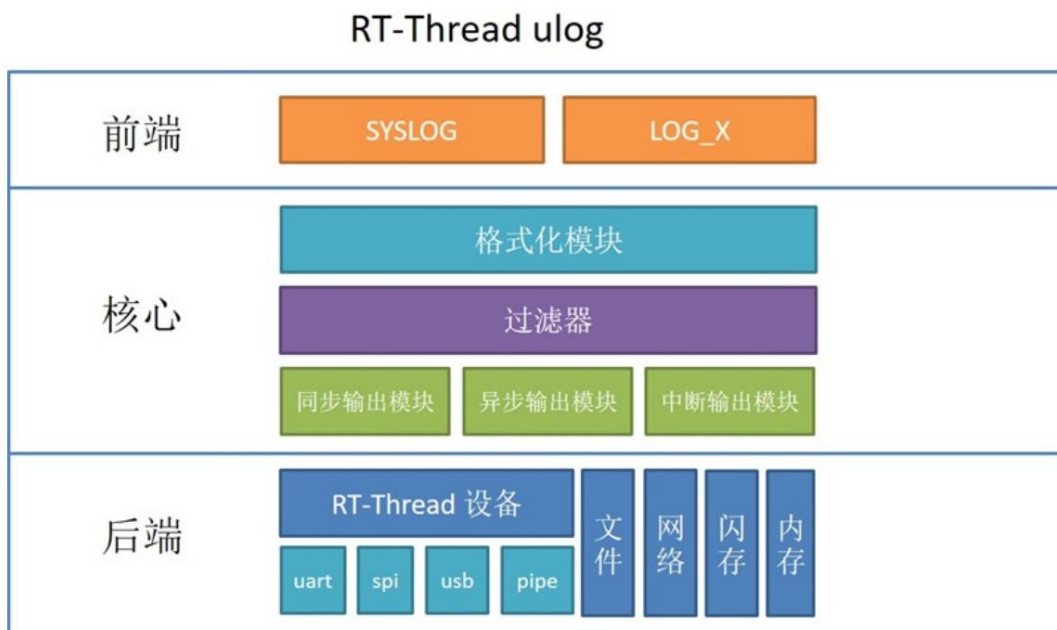 RT-Thread ulog
前端
SYSLOG
LOG_X
核心
格式化模块
过滤器
同步输出模块
异步输出模块
中断输出模块
后端
RT-Thread 设备
uart
spi
usb
pipe
文件
网络
闪存
内存